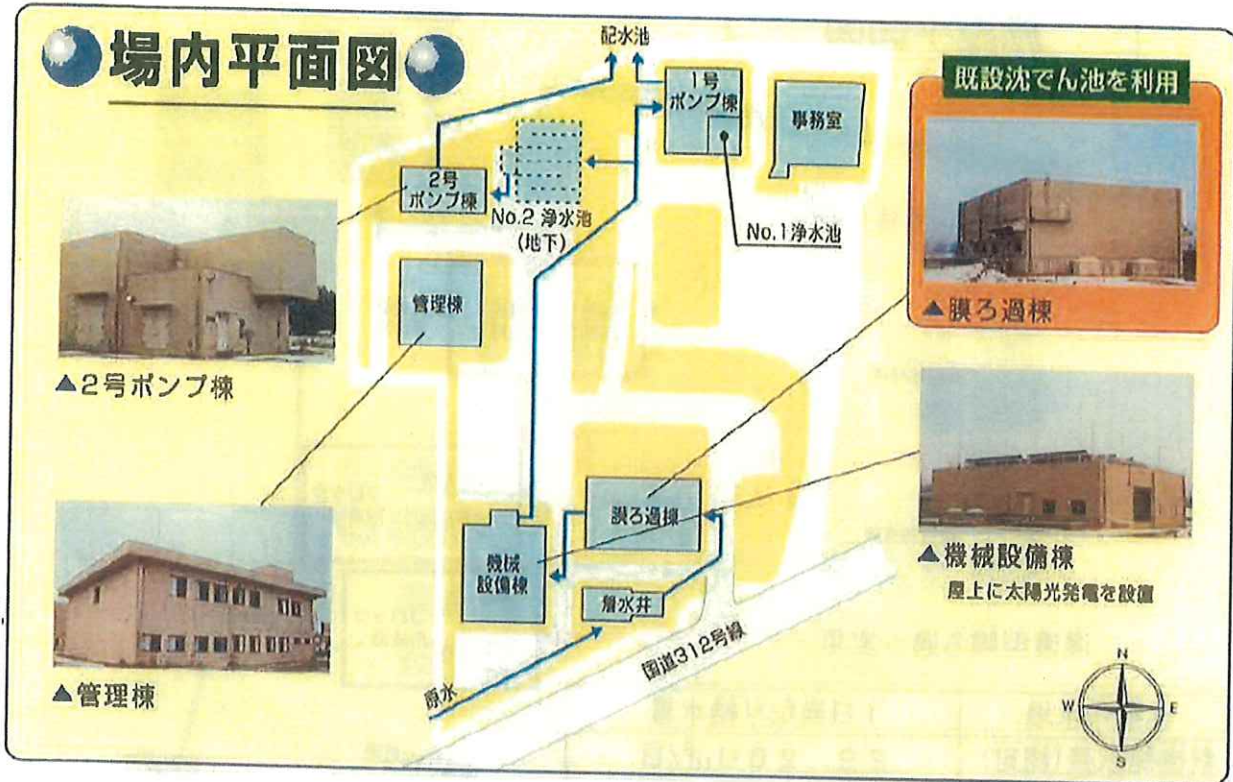 場内平面図
配水池
1号
ポンプ棟
事務室
2号
ポンプ棟
No.2 浄水池
(地下)
No.1浄水池
管理棟
膜ろ過棟
機械
設備棟
着水井
原水
国道312号線
既設沈でん池を利用
▲膜ろ過棟
▲2号ポンプ棟
▲機械設備棟
屋上に太陽光発電を設置
▲管理棟
N
W
E
S